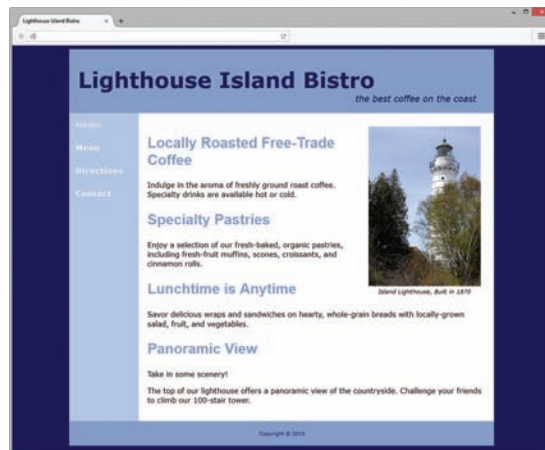 Lighthouse Island Bistro
Lighthouse Island Bistro
the best coffee on the coast
Home
Menu
Directions
Contact
Locally Roasted Free-Trade
Coffee
Indulge in the aroma of freshly ground roast coffee.
Specialty drinks are available hot or cold.
Specialty Pastries
Enjoy a selection of our fresh-baked, organic pastries,
including fresh-fruit muffins, scones, croissants, and
cinnamon rolls.
Island Lighthouse, Built in 1870
Lunchtime is Anytime
Savor delicious wraps and sandwiches on hearty, whole-grain breads with locally-grown
salad, fruit, and vegetables.
Panoramic View
Take in some scenery!
The top of our lighthouse offers a panoramic view of the countryside. Challenge your friends
to climb our 100-stair tower.
Copyright © 2016